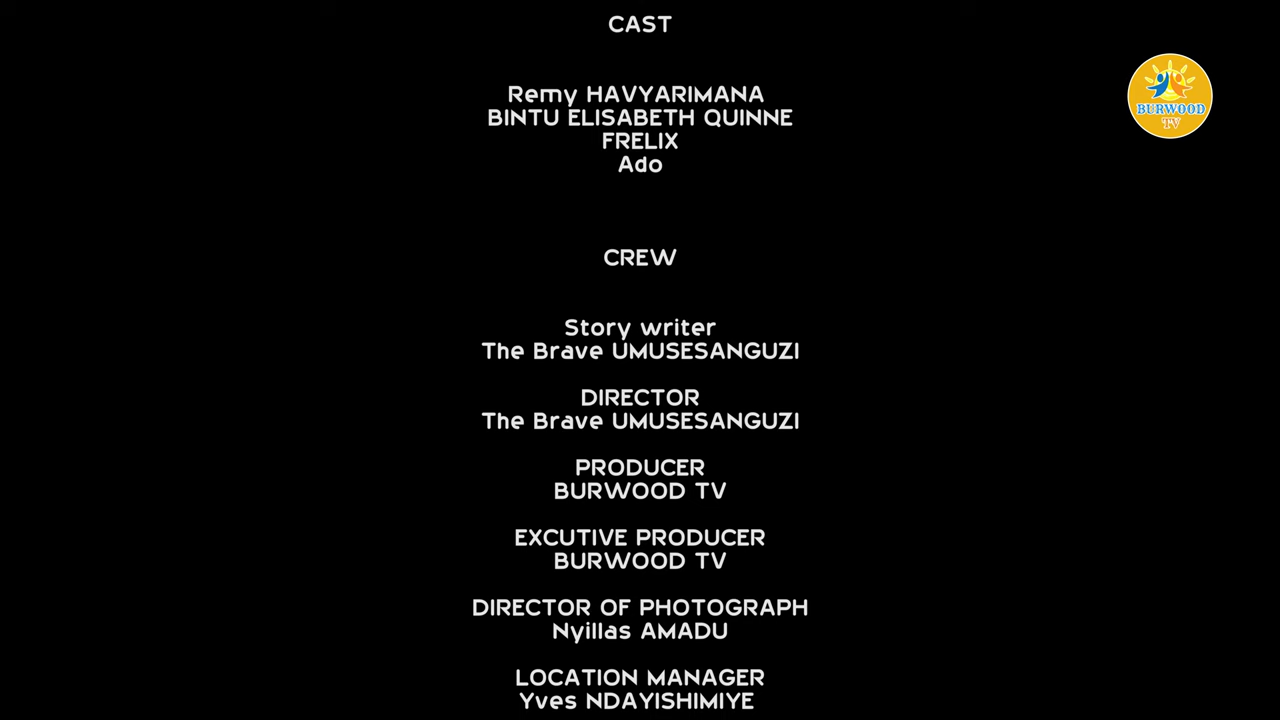 CAST
Remy HAVYARIMANA
BINTU ELISABETH QUINNE
FRELIX
Ado
BURWOOD
TV
CREW
Story writer
The Brave UMUSESANGUZI
DIRECTOR
The Brave UMUSESANGUZI
PRODUCER
BURWOOD TV
EXCUTIVE PRODUCER
BURWOOD TV
DIRECTOR OF PHOTOGRAPH
Nyillas AMADU
LOCATION MANAGER
Yves NDAYISHIMIYE